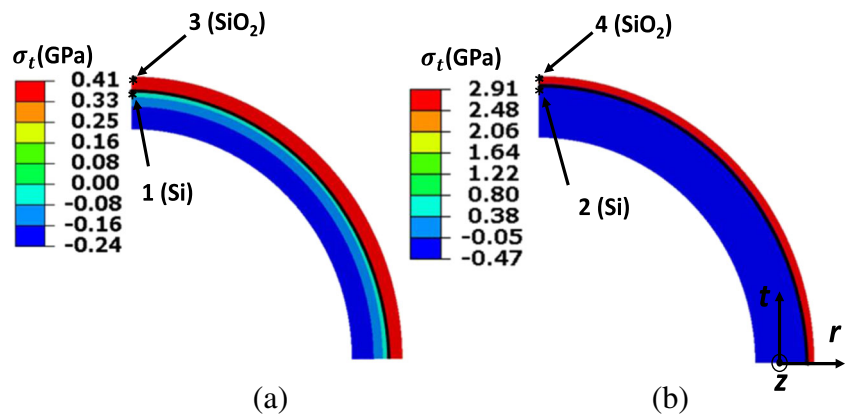 3 (SiO₂)
σₜ(GPa)
0.41
0.33
0.25
0.16
0.08
0.00
-0.08
-0.16
-0.24
1 (Si)
(a)
4 (SiO₂)
σₜ(GPa)
2.91
2.48
2.06
1.64
1.22
0.80
0.38
-0.05
-0.47
2 (Si)
t
r
z
(b)